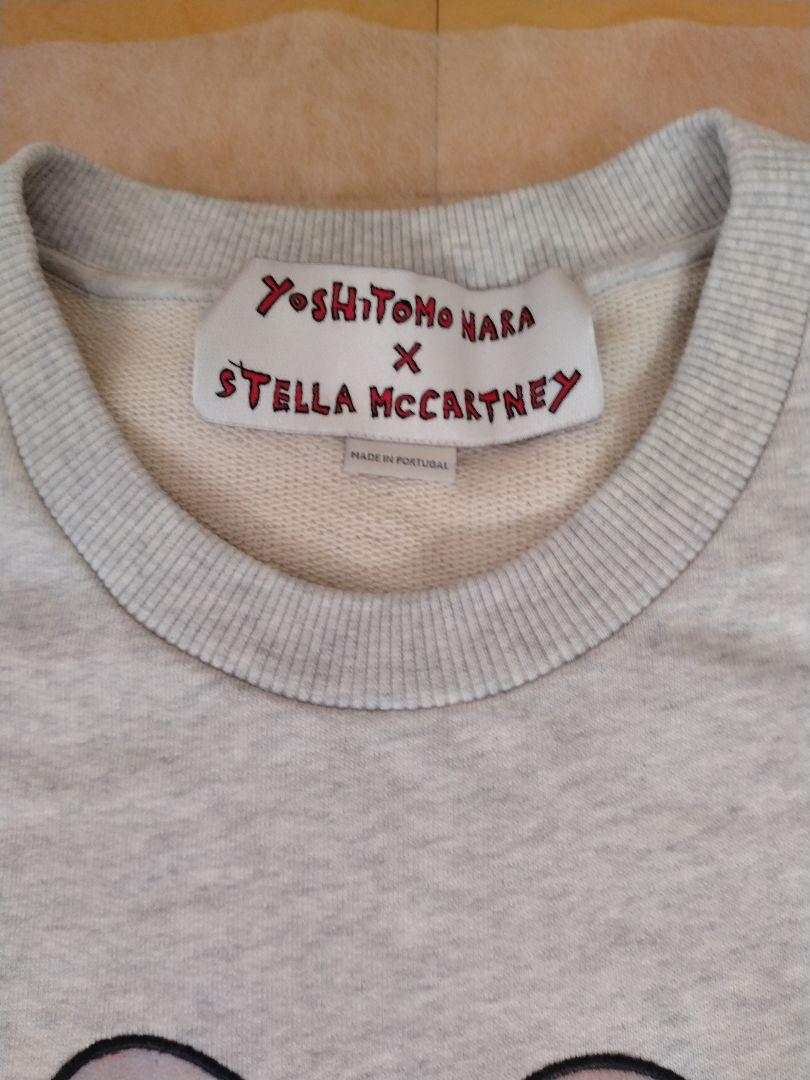 YOSHiTOMO NARA
X
STELLA McCARTNEY
MADE IN PORTUGAL